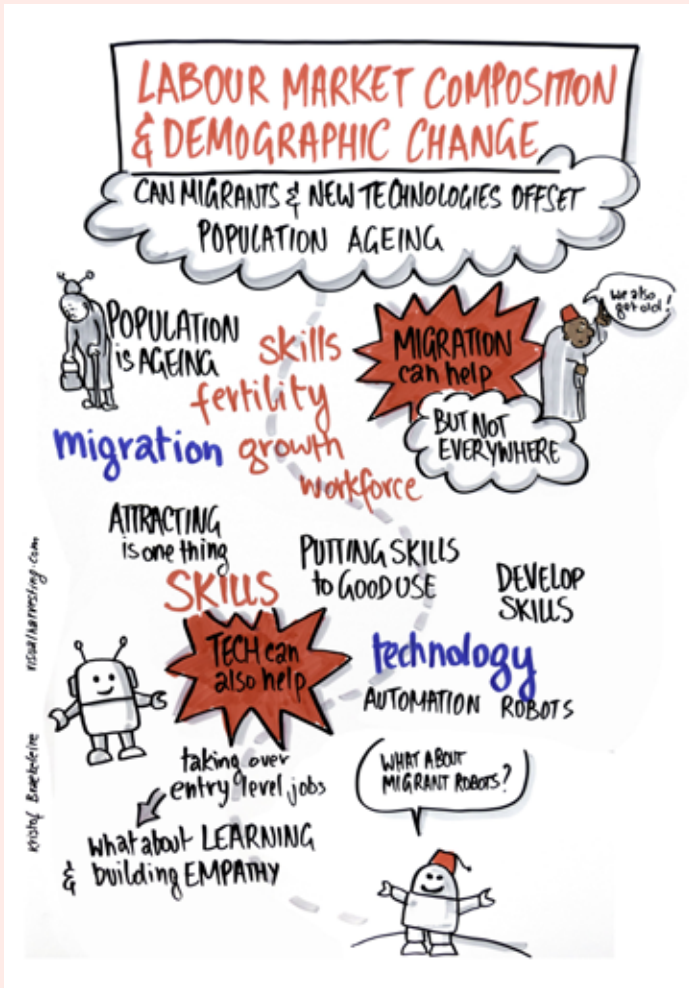 LABOUR MARKET COMPOSITION
& DEMOGRAPHIC CHANGE
CAN MIGRANTS & NEW TECHNOLOGIES OFFSET
POPULATION AGEING
POPULATION
is AGEING
skills
fertility
migration growth
workforce
MIGRATION
can help
BUT NOT
EVERYWHERE
we also
get old!
ATTRACTING
is one thing
SKILLS
PUTTING SKILLS
to GOOD USE
DEVELOP
SKILLS
TECH can
also help
technology
AUTOMATION ROBOTS
taking over
entry level jobs
what about LEARNING
& building EMPATHY
WHAT ABOUT
MIGRANT ROBOTS?
Kristof Braekeleire visualharvesting.com